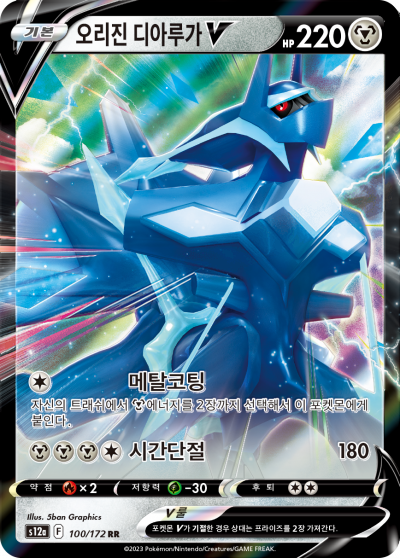 기본 오리진 디아루가 V HP 220
메탈코팅
자신의 트래쉬에서 에너지를 2장까지 선택해서 이 포켓몬에게
붙인다.
시간단절 180
약점 ×2 저항력 -30 후퇴
Illus. 5ban Graphics
s12a F 100/172 RR
V룰
포켓몬 V가 기절한 경우 상대는 프라이즈를 2장 가져간다.
©2023 Pokémon/Nintendo/Creatures/GAME FREAK.